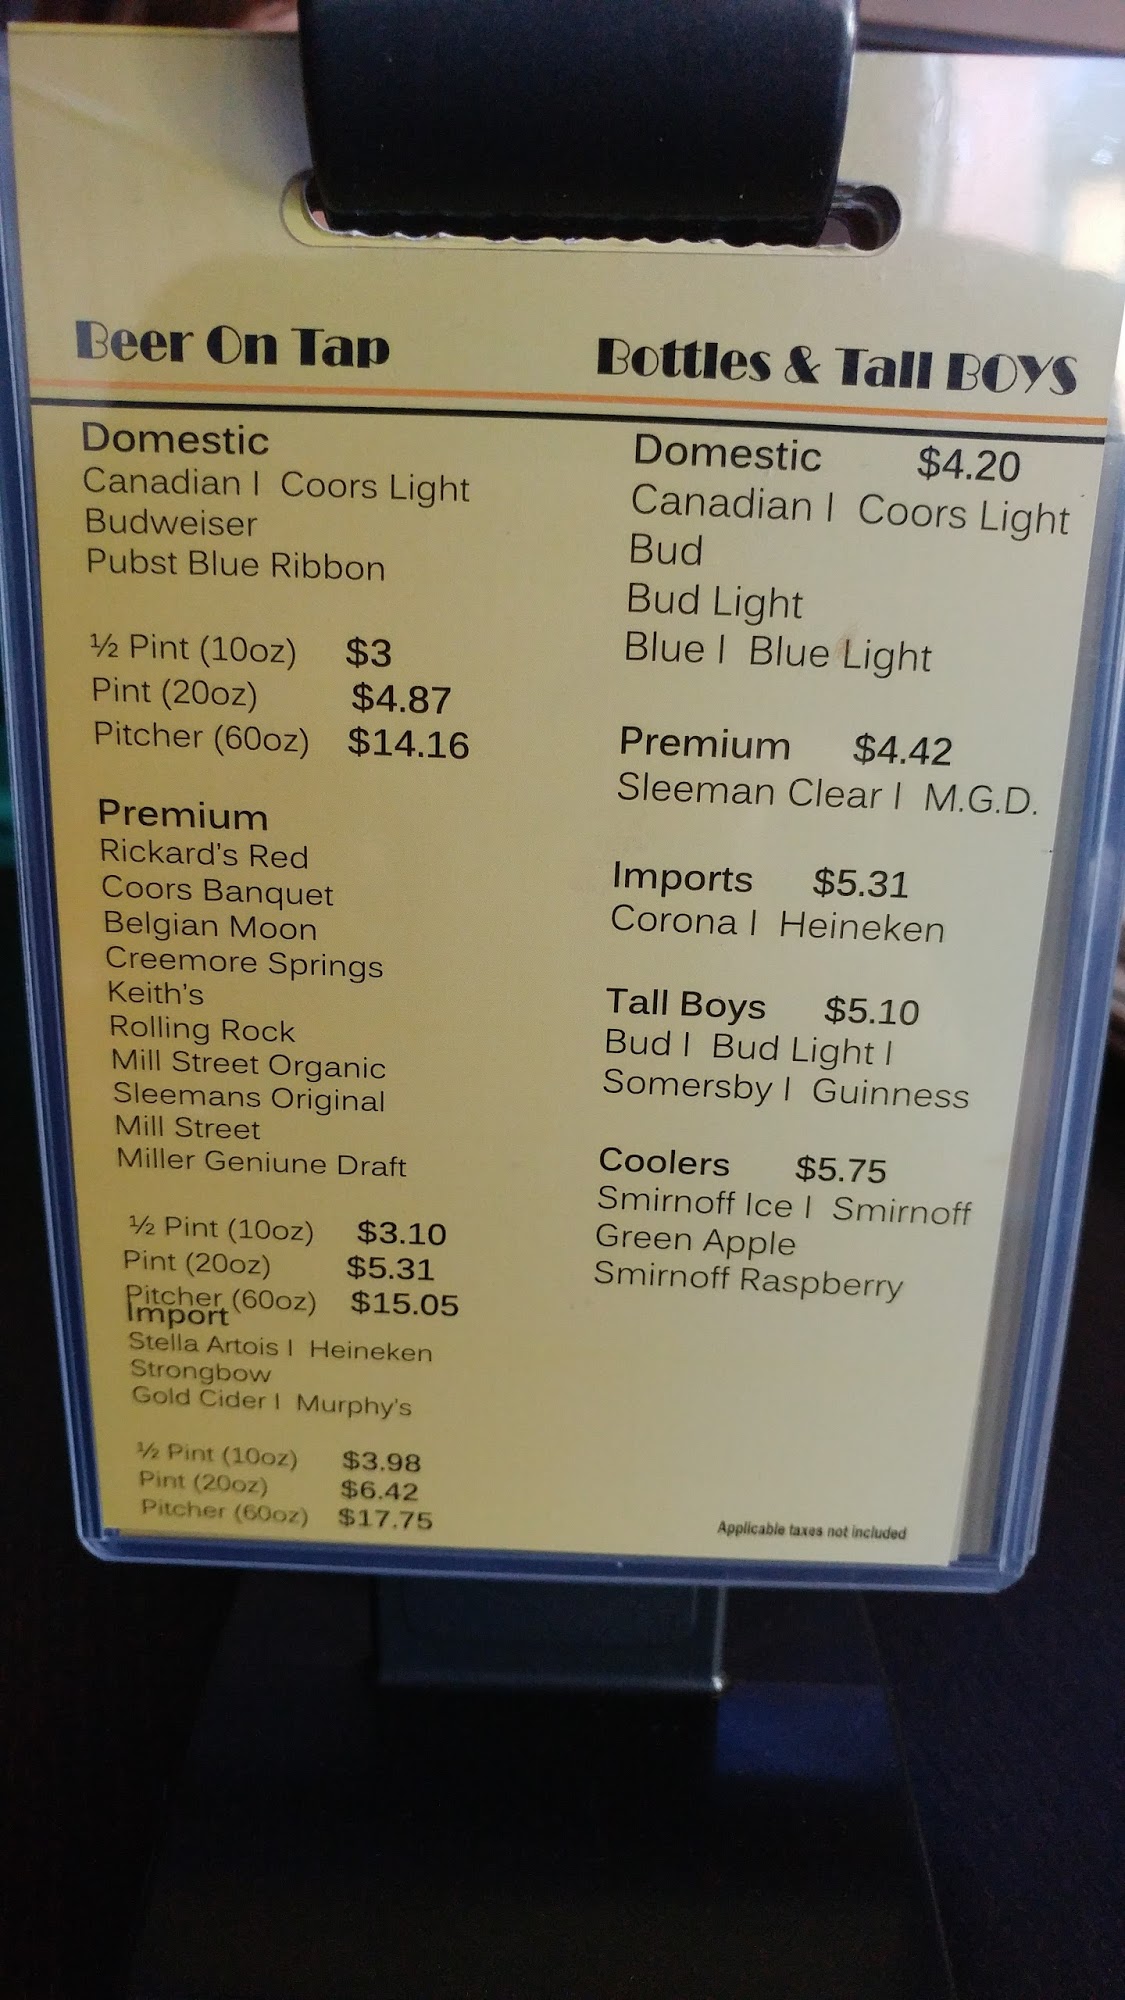 Beer On Tap
Domestic
Canadian | Coors Light
Budweiser
Pubst Blue Ribbon
½ Pint (10oz) $3
Pint (20oz) $4.87
Pitcher (60oz) $14.16
Premium
Rickard's Red
Coors Banquet
Belgian Moon
Creemore Springs
Keith's
Rolling Rock
Mill Street Organic
Sleemans Original
Mill Street
Miller Geniune Draft
½ Pint (10oz) $3.10
Pint (20oz) $5.31
Pitcher (60oz) $15.05
Import
Stella Artois | Heineken
Strongbow
Gold Cider | Murphy's
½ Pint (10oz) $3.98
Pint (20oz) $6.42
Pitcher (60oz) $17.75
Bottles & Tall BOYS
Domestic $4.20
Canadian | Coors Light
Bud
Bud Light
Blue | Blue Light
Premium $4.42
Sleeman Clear | M.G.D.
Imports $5.31
Corona | Heineken
Tall Boys $5.10
Bud | Bud Light |
Somersby | Guinness
Coolers $5.75
Smirnoff Ice | Smirnoff
Green Apple
Smirnoff Raspberry
Applicable taxes not included